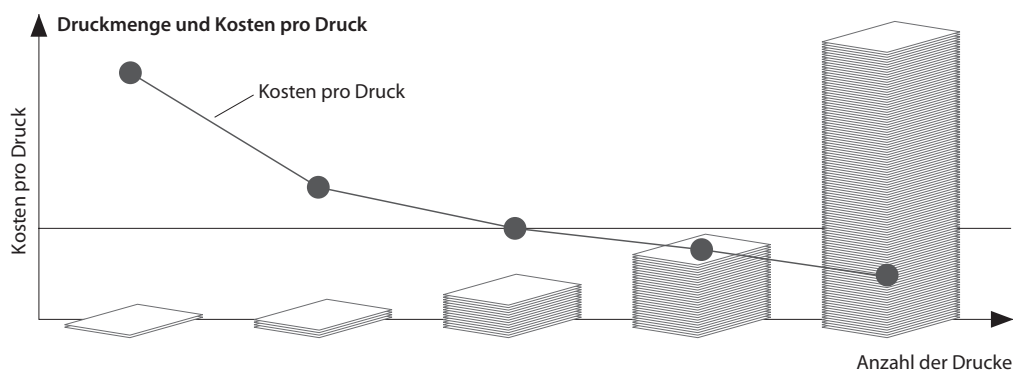 Druckmenge und Kosten pro Druck
Kosten pro Druck
Kosten pro Druck
Anzahl der Drucke